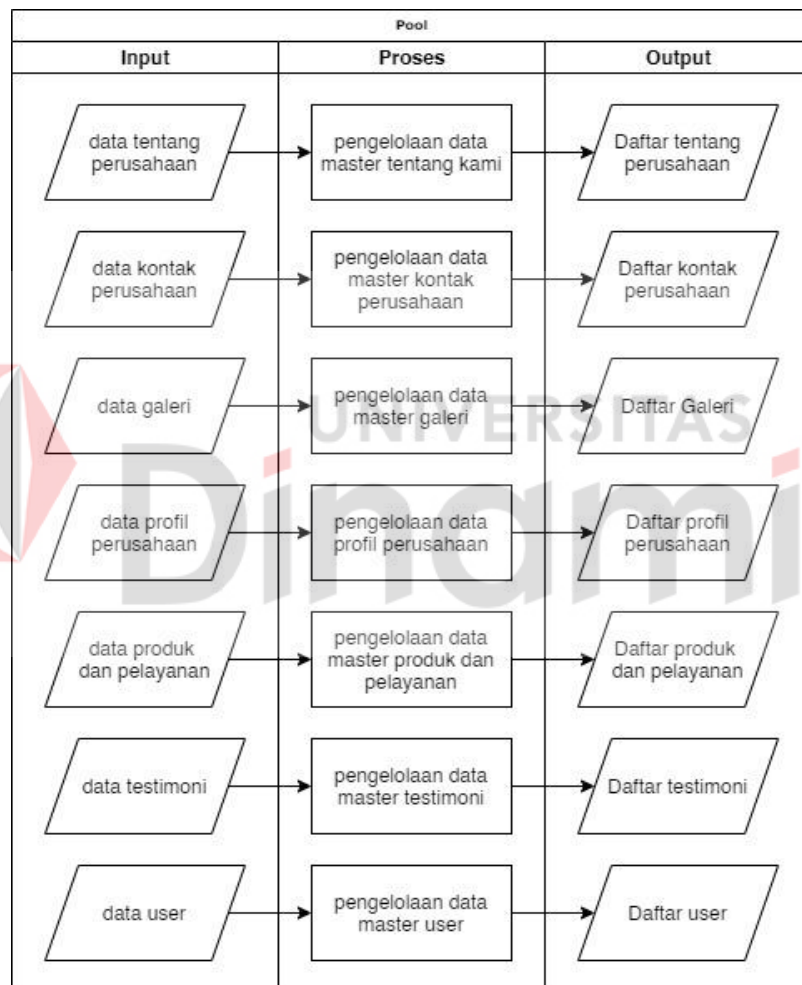 Pool
Input
Proses
Output
data tentang
perusahaan
pengelolaan data
master tentang kami
Daftar tentang
perusahaan
data kontak
perusahaan
pengelolaan data
master kontak
perusahaan
Daftar kontak
perusahaan
data galeri
pengelolaan data
master galeri
Daftar Galeri
UNIVERSITAS
Dinami
data profil
perusahaan
pengelolaan data
profil perusahaan
Daftar profil
perusahaan
data produk
dan pelayanan
pengelolaan data
master produk dan
pelayanan
Daftar produk
dan pelayanan
data testimoni
pengelolaan data
master testimoni
Daftar testimoni
data user
pengelolaan data
master user
Daftar user